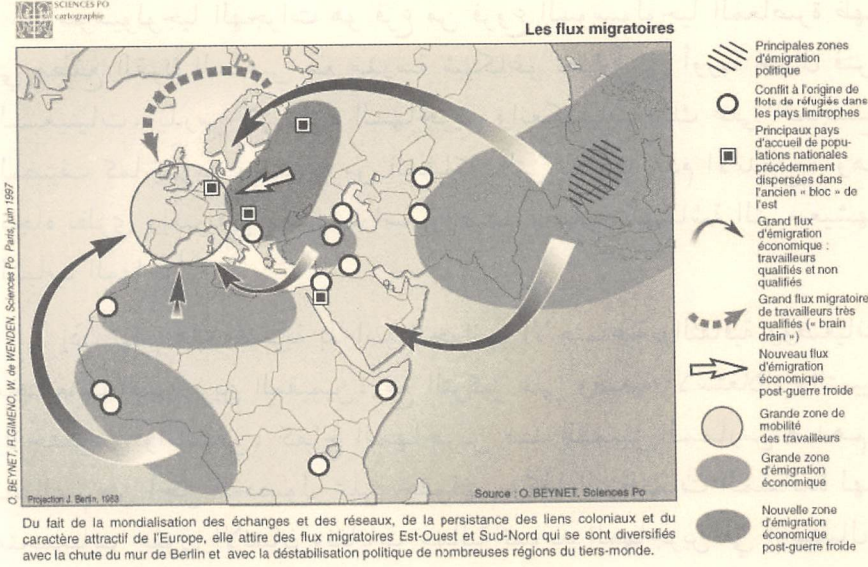 SCIENCES PO
cartographie
Les flux migratoires
Principales zones
d'émigration
politique
Conflit à l'origine de
flots de réfugiés dans
les pays limitrophes
Principaux pays
d'accueil de popu-
lations nationales
précédemment
dispersées dans
l'ancien « bloc » de
l'est
Grand flux
d'émigration
économique :
travailleurs
qualifiés et non
qualifiés
Grand flux migratoire
de travailleurs très
qualifiés (« brain
drain »)
Nouveau flux
d'émigration
économique
post-guerre froide
Grande zone de
mobilité
des travailleurs
Grande zone
d'émigration
économique
Nouvelle zone
d'émigration
économique
post-guerre froide
O. BEYNET, R.GIMENO, W. de WENDEN, Sciences Po Paris, juin 1997
Projection J. Bertin, 1953
Source : O. BEYNET, Sciences Po
Du fait de la mondialisation des échanges et des réseaux, de la persistance des liens coloniaux et du
caractère attractif de l'Europe, elle attire des flux migratoires Est-Ouest et Sud-Nord qui se sont diversifiés
avec la chute du mur de Berlin et avec la déstabilisation politique de nombreuses régions du tiers-monde.